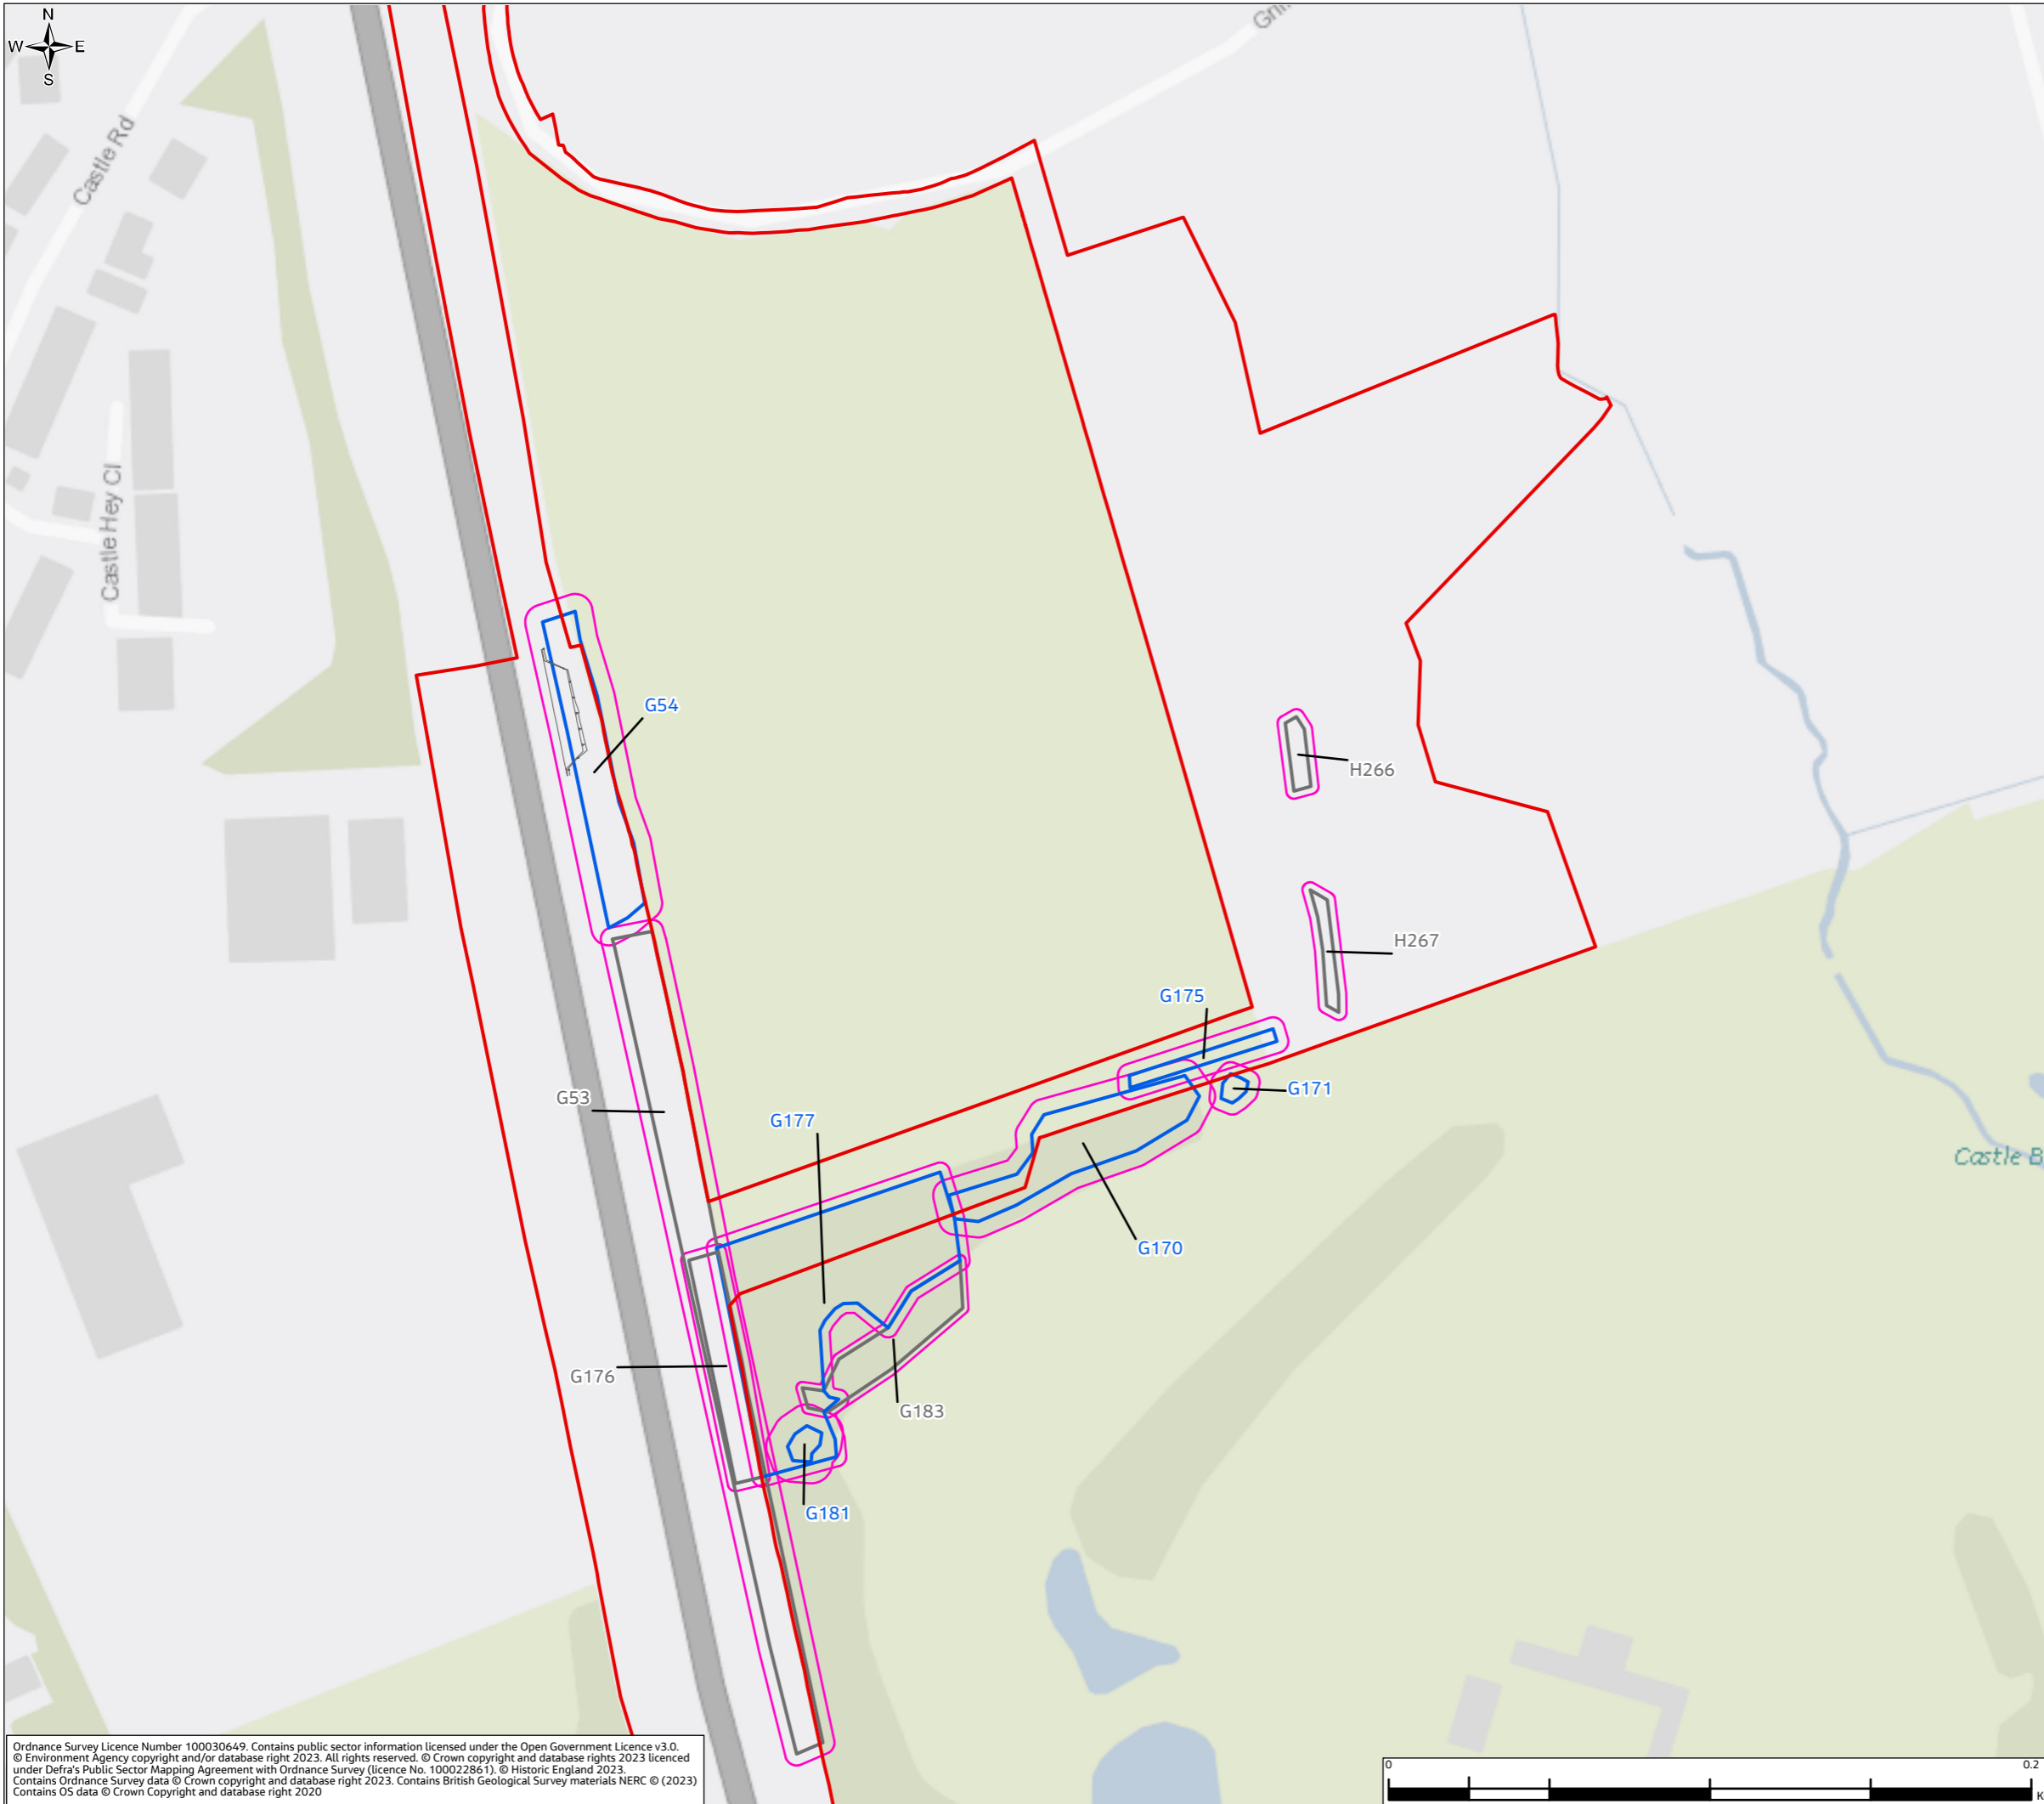 N
W E
S
Castle Rd
Castle Hey Cl
G54
H266
H267
G175
G171
G53
G177
G170
G176
G183
G181
Castle B
Ordnance Survey Licence Number 100030649. Contains public sector information licensed under the Open Government Licence v3.0.
© Environment Agency copyright and/or database right 2023. All rights reserved. © Crown copyright and database rights 2023 licenced
under Defra's Public Sector Mapping Agreement with Ordnance Survey (licence No. 100022861). © Historic England 2023.
Contains Ordnance Survey data © Crown copyright and database right 2023. Contains British Geological Survey materials NERC © (2023)
Contains OS data © Crown Copyright and database right 2020
0 0.2
K